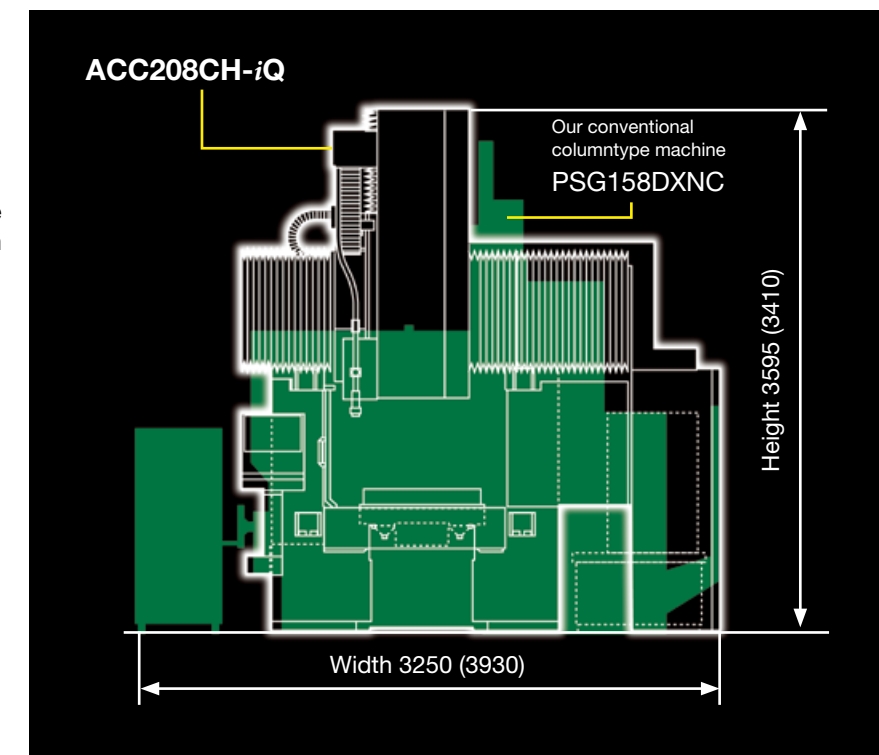 ACC208CH-iQ
Our conventional
columntype machine
PSG158DXNC
Height 3595 (3410)
Width 3250 (3930)